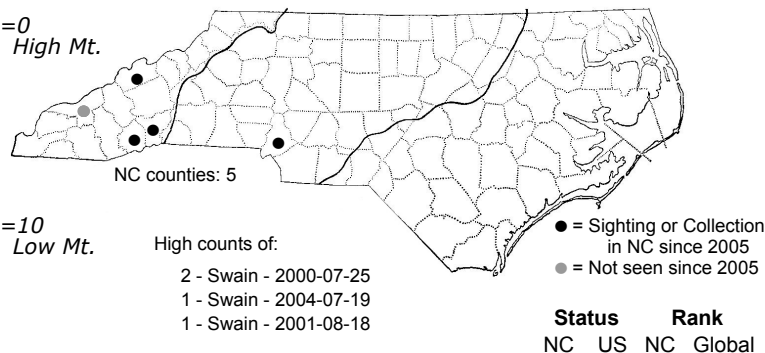 =0
High Mt.
NC counties: 5
=10
Low Mt.
High counts of:
2 - Swain - 2000-07-25
1 - Swain - 2004-07-19
1 - Swain - 2001-08-18
= Sighting or Collection
in NC since 2005
= Not seen since 2005
Status Rank
NC US NC Global